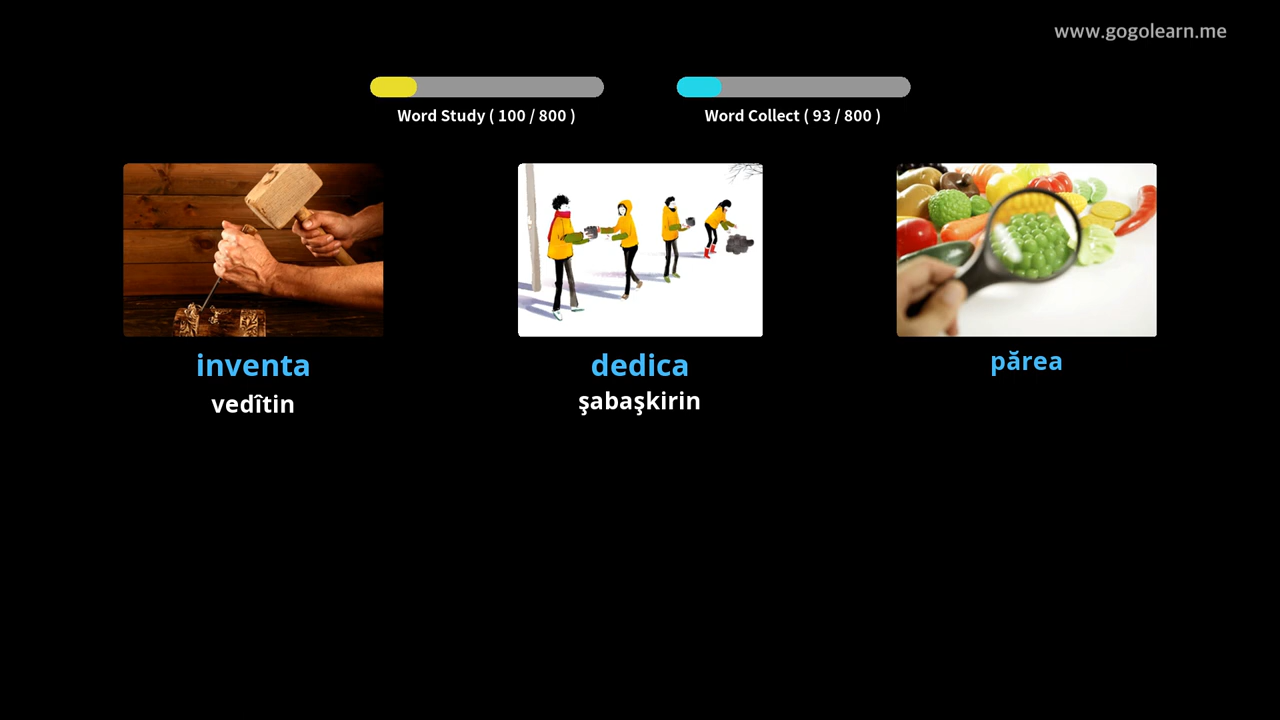 www.gogolearn.me
Word Study ( 100 / 800 )
Word Collect ( 93 / 800 )
inventa
vedîtin
dedica
şabaşkirin
părea